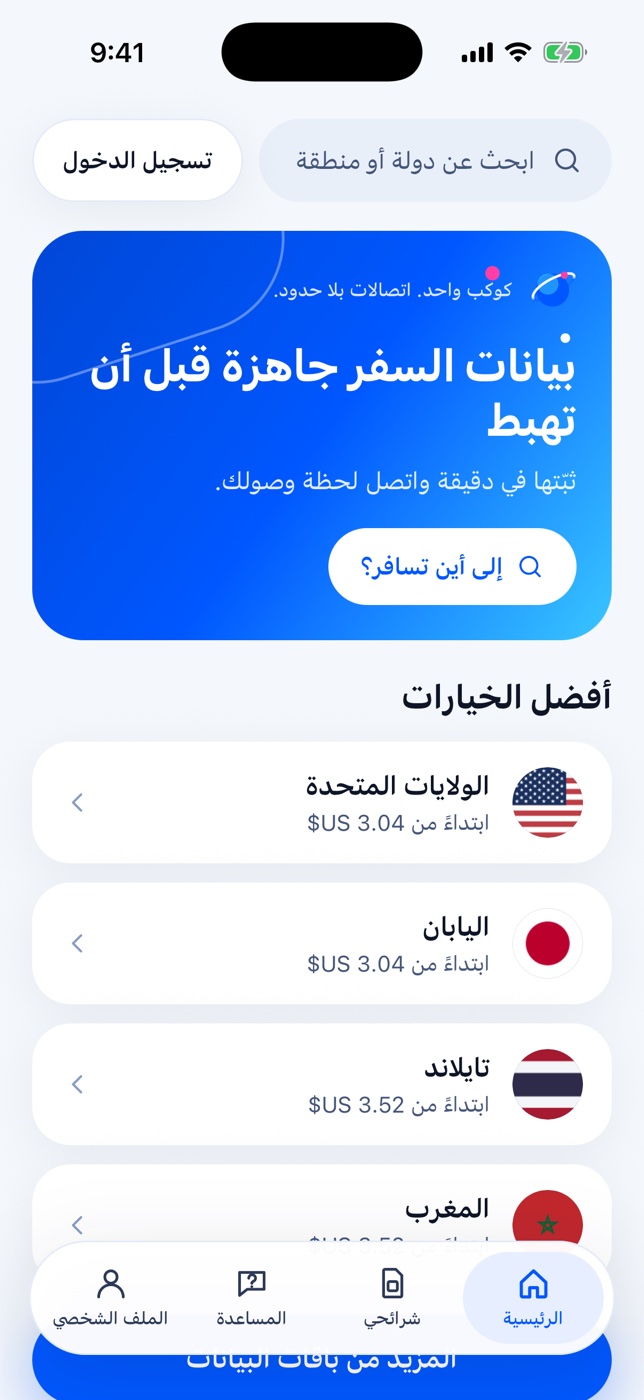 9:41
ابحث عن دولة أو منطقة
تسجيل الدخول
كوكب واحد. اتصالات بلا حدود.
بيانات السفر جاهزة قبل أن
تهبط
ثبّتها في دقيقة واتصل لحظة وصولك.
إلى أين تسافر؟
أفضل الخيارات
الولايات المتحدة
ابتداءً من 3.04 US$
اليابان
ابتداءً من 3.04 US$
تايلاند
ابتداءً من 3.52 US$
المغرب
الرئيسية
شرائحي
المساعدة
الملف الشخصي
المزيد من باقات البيانات